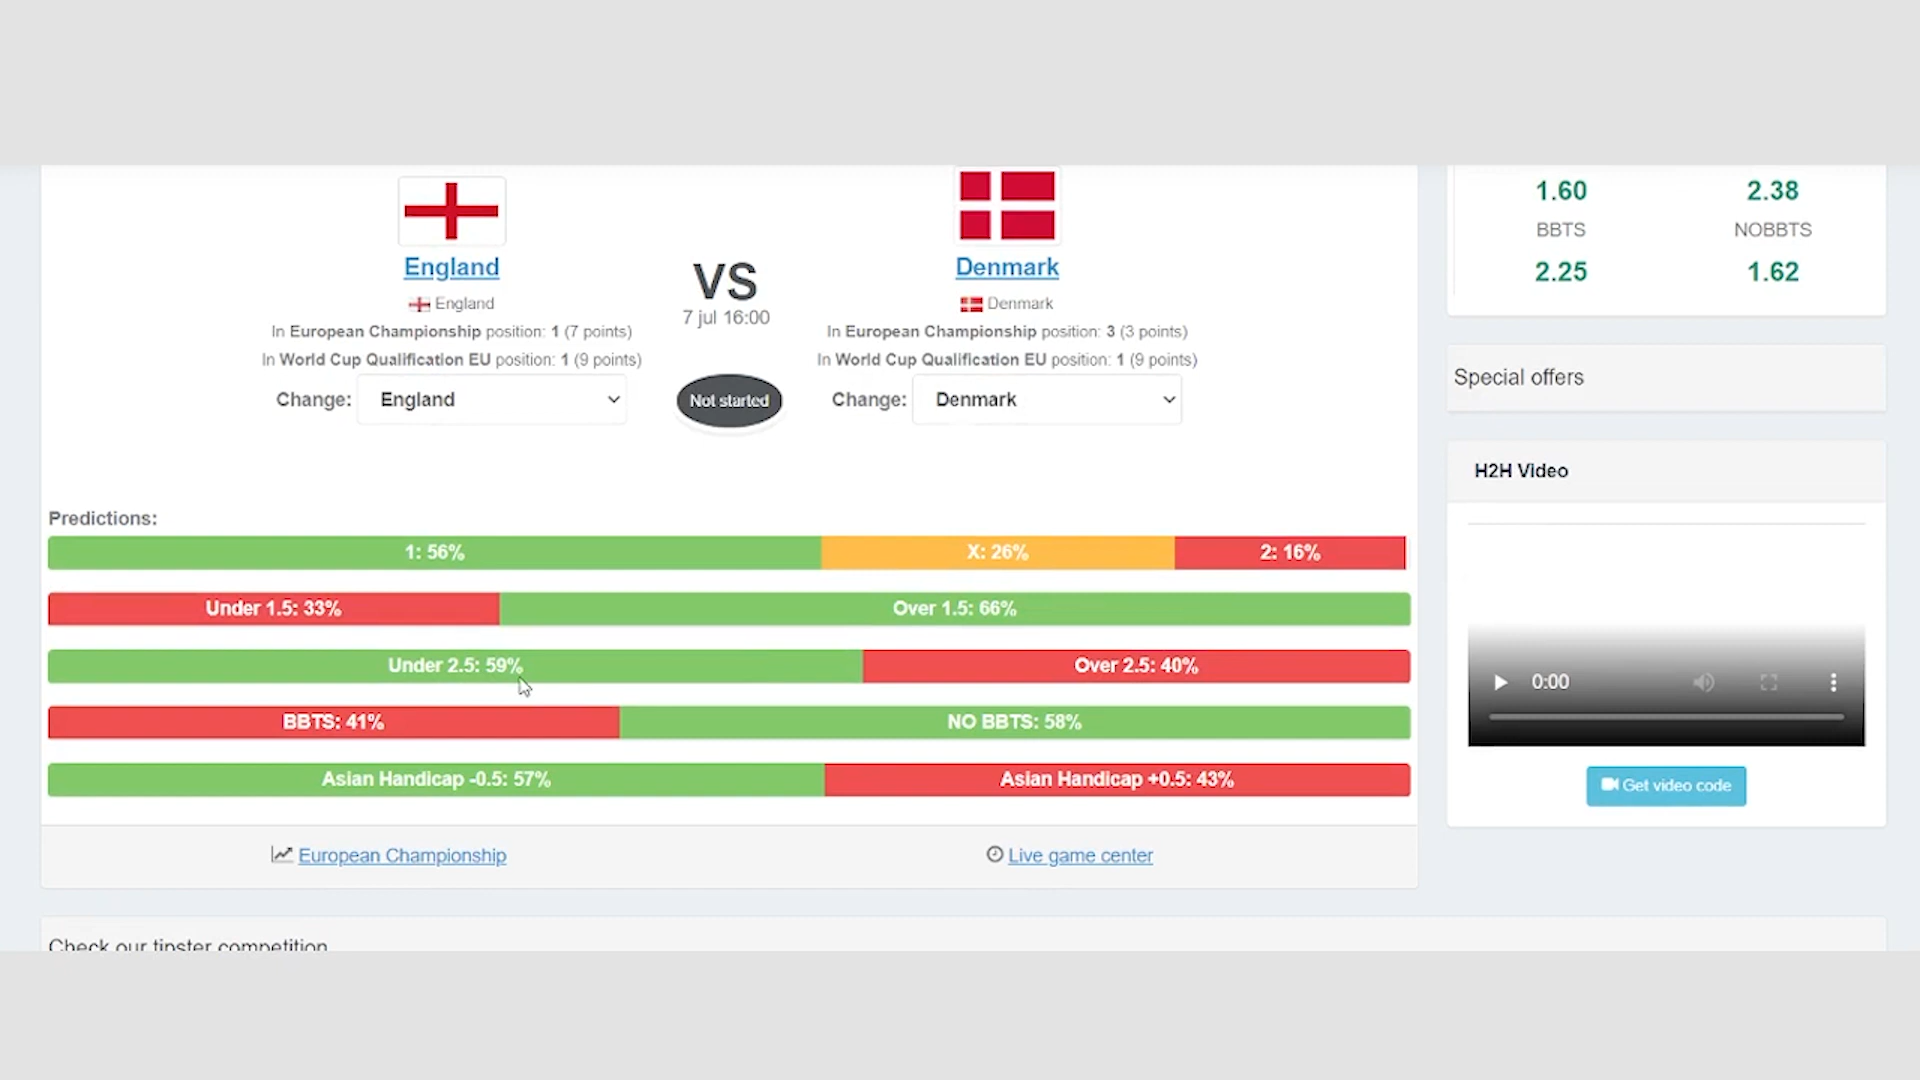 England
England
In European Championship position: 1 (7 points)
In World Cup Qualification EU position: 1 (9 points)
Change: England
VS
7 jul 16:00
Not started
Denmark
Denmark
In European Championship position: 3 (3 points)
In World Cup Qualification EU position: 1 (9 points)
Change: Denmark
Predictions:
1: 56% X: 26% 2: 16%
Under 1.5: 33% Over 1.5: 66%
Under 2.5: 59% Over 2.5: 40%
BBTS: 41% NO BBTS: 58%
Asian Handicap -0.5: 57% Asian Handicap +0.5: 43%
European Championship Live game center
Check our tipster competition
1.60 2.38
BBTS NOBBTS
2.25 1.62
Special offers
H2H Video
0:00
Get video code